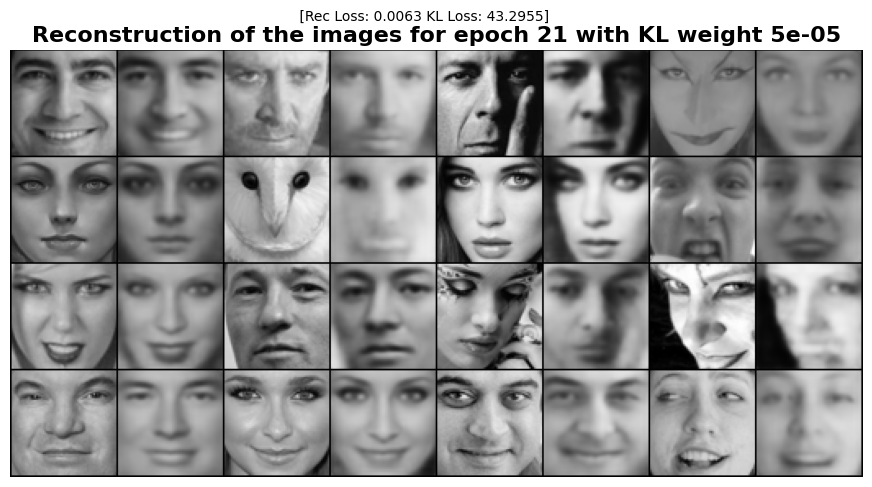 [Rec Loss: 0.0063 KL Loss: 43.2955]
Reconstruction of the images for epoch 21 with KL weight 5e-05